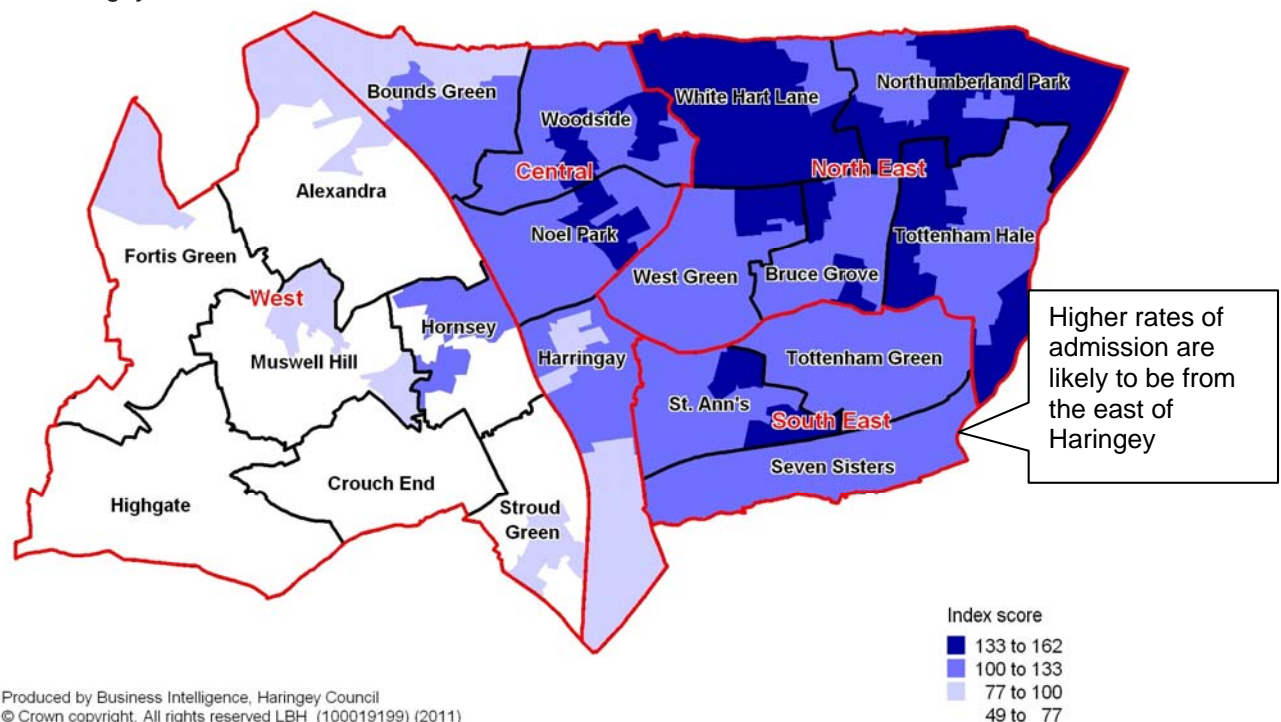 Bounds Green
White Hart Lane
Northumberland Park
Woodside
Central
North East
Alexandra
Noel Park
Tottenham Hale
Fortis Green
West Green
Bruce Grove
West
Hornsey
Muswell Hill
Harringay
Tottenham Green
St. Ann's
South East
Seven Sisters
Crouch End
Highgate
Stroud
Green
Higher rates of
admission are
likely to be from
the east of
Haringey
Index score
133 to 162
100 to 133
77 to 100
49 to 77
Produced by Business Intelligence, Haringey Council
© Crown copyright. All rights reserved LBH (100019199) (2011)